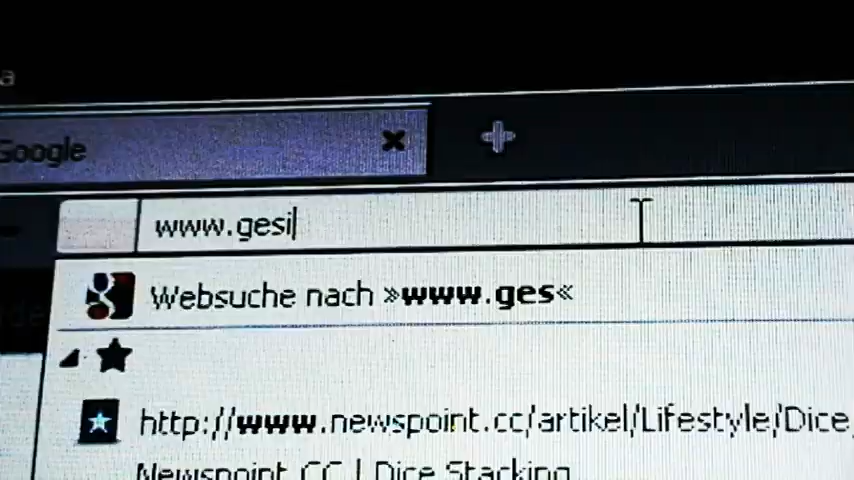 a
Google
www.gesi
Websuche nach »www.ges«
http://www.newspoint.cc/artikel/Lifestyle/Dice
Newspoint CC | Dice Stacking